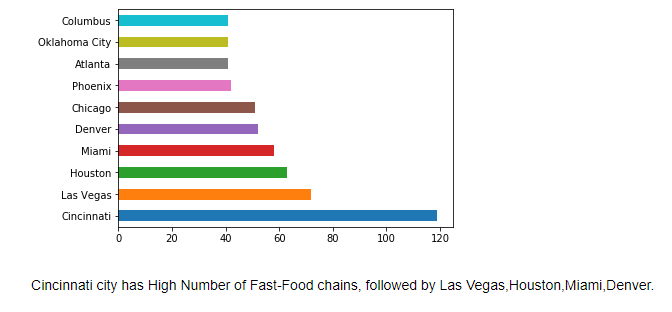 Columbus
Oklahoma City
Atlanta
Phoenix
Chicago
Denver
Miami
Houston
Las Vegas
Cincinnati
0 20 40 60 80 100 120
Cincinnati city has High Number of Fast-Food chains, followed by Las Vegas,Houston,Miami,Denver.